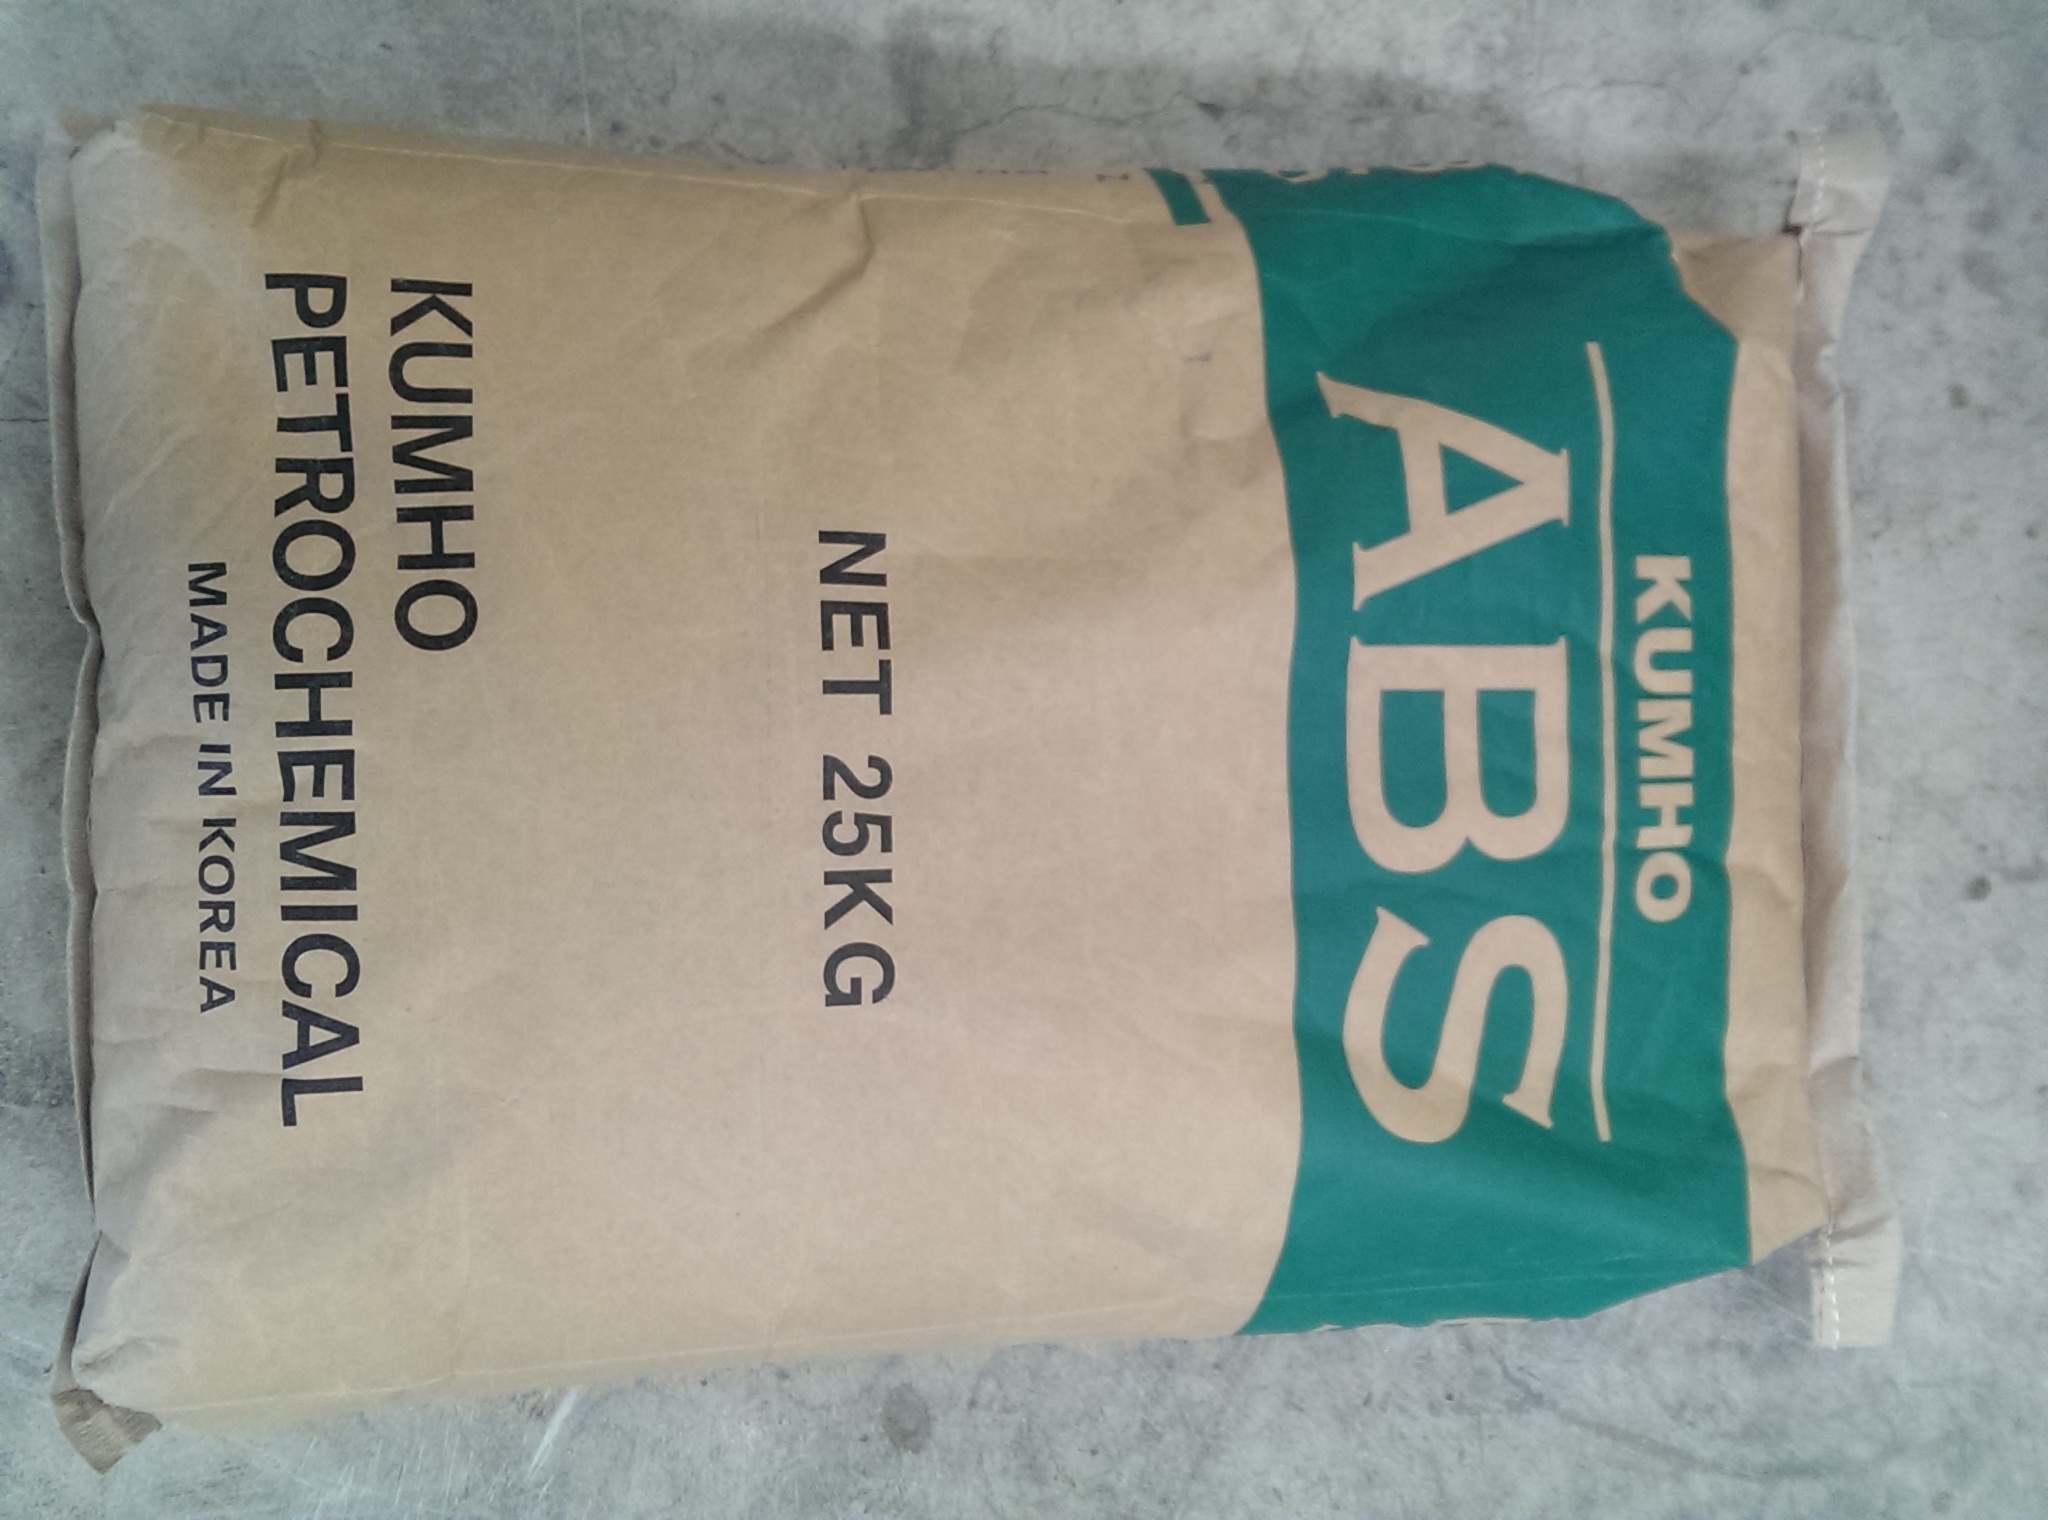 KUMHO
ABS
NET 25KG
KUMHO
PETROCHEMICAL
MADE IN KOREA